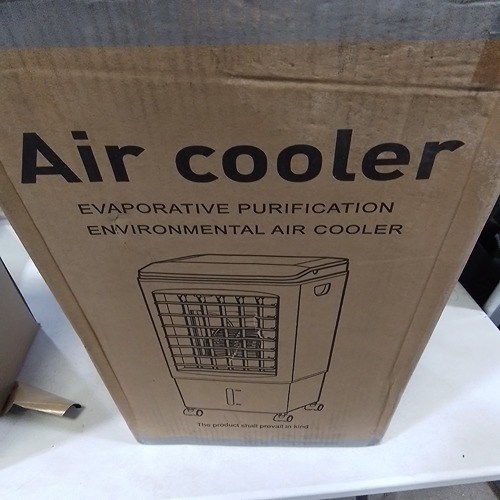 Air cooler
EVAPORATIVE PURIFICATION
ENVIRONMENTAL AIR COOLER
The product shall prevail in kind